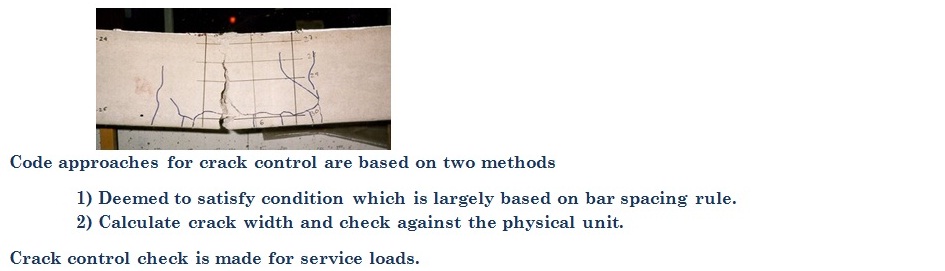 Code approaches for crack control are based on two methods
1) Deemed to satisfy condition which is largely based on bar spacing rule.
2) Calculate crack width and check against the physical unit.
Crack control check is made for service loads.